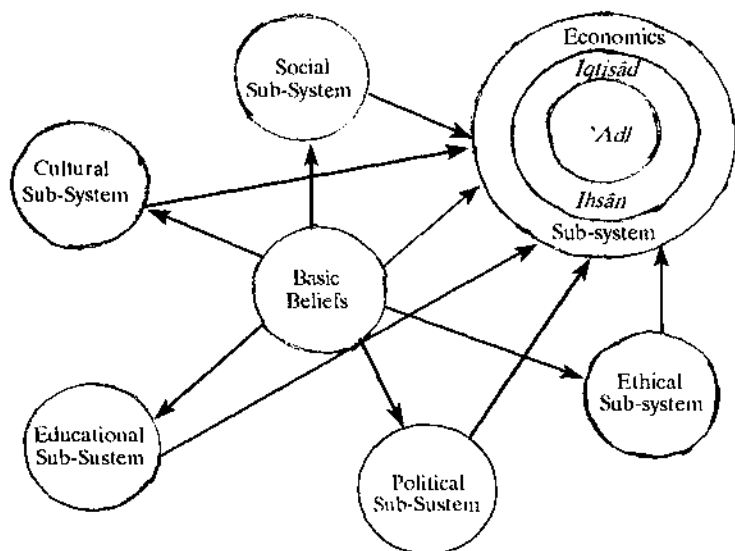 Economics
Iqtisâd
`Adl
Ihsân
Sub-system
Social
Sub-System
Cultural
Sub-System
Basic
Beliefs
Ethical
Sub-system
Educational
Sub-Sustem
Political
Sub-Sustem